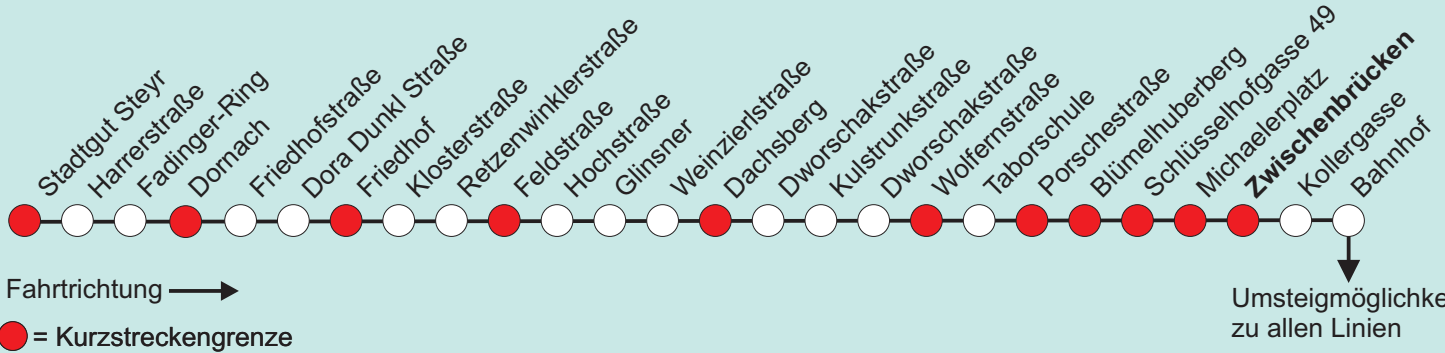 Stadtgut Steyr
Harrerstraße
Fadinger-Ring
Dornach
Friedhofstraße
Dora Dunkl Straße
Friedhof
Klosterstraße
Retzenwinklerstraße
Feldstraße
Hochstraße
Glinsner
Weinzierlstraße
Dachsberg
Dworschakstraße
Kulstrunkstraße
Dworschakstraße
Wolfernstraße
Taborschule
Porschestraße
Blümelhuberberg
Schlüsselhofgasse 49
Michaelerplatz
Zwischenbrücken
Kollergasse
Bahnhof
Fahrtrichtung
= Kurzstreckengrenze
Umsteigmöglichke
zu allen Linien